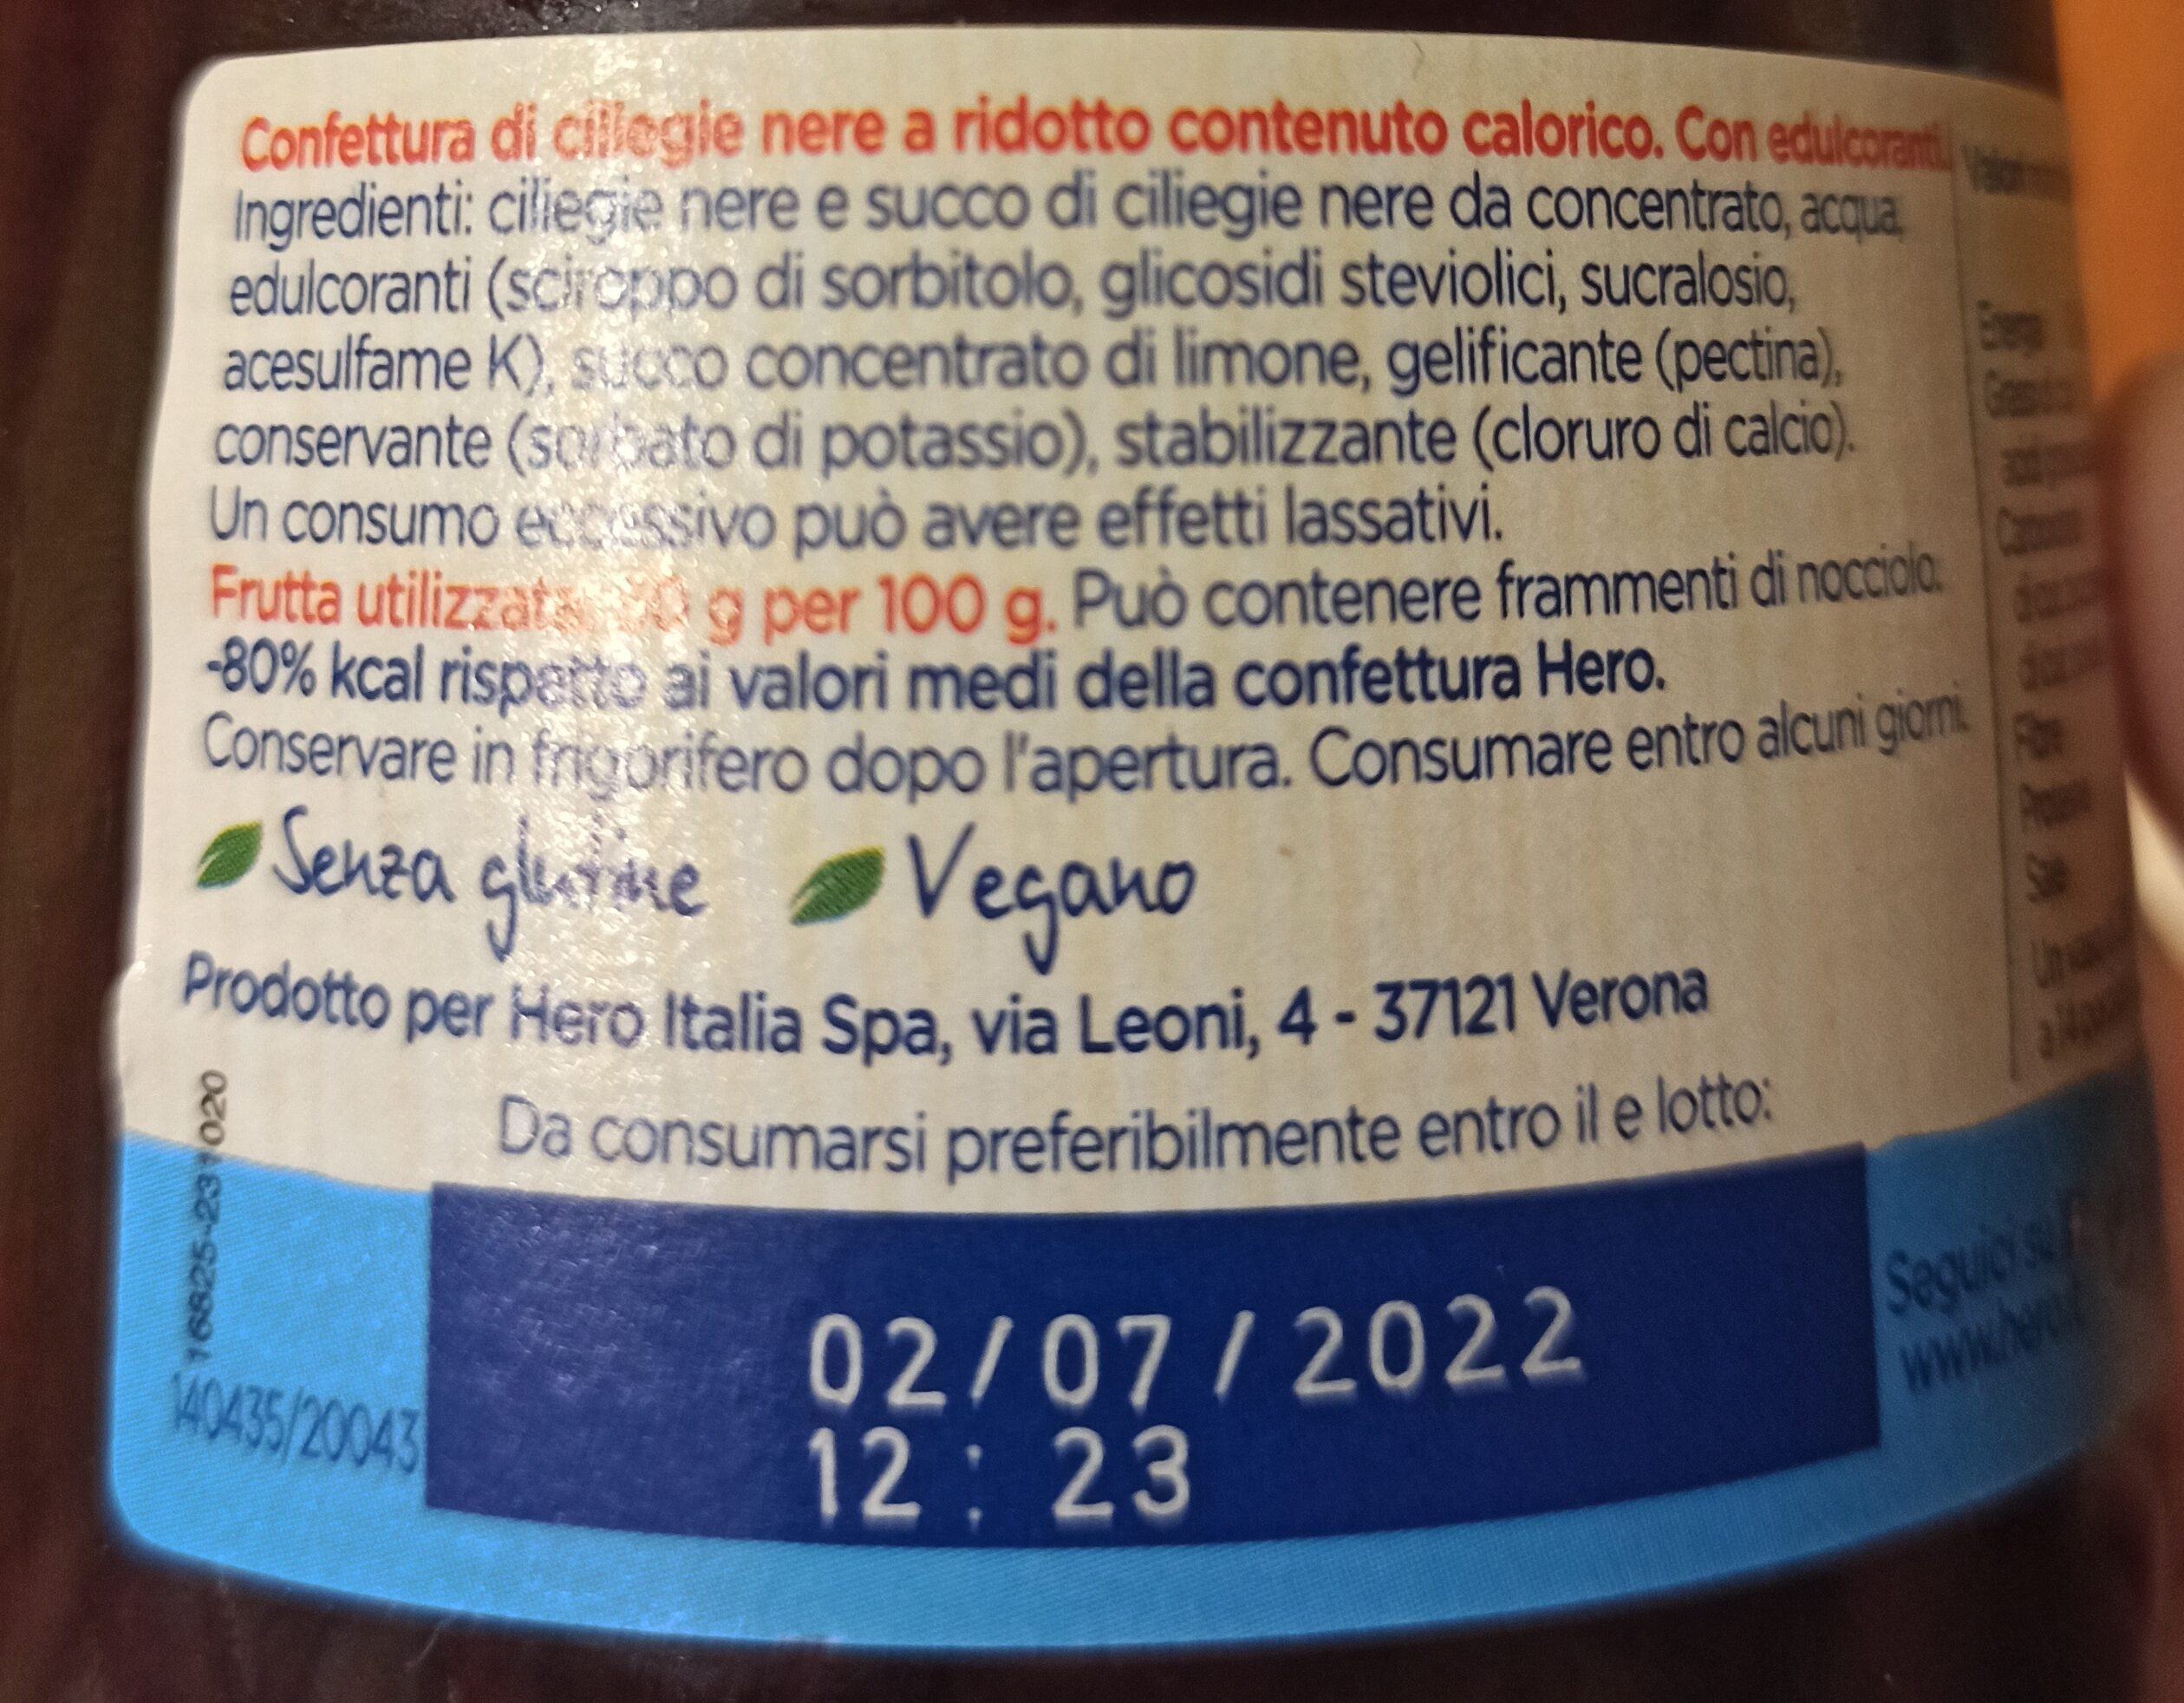 Confettura di ciliegie nere a ridotto contenuto calorico. Con edulcoranti.
Ingredienti: ciliegie nere e succo di ciliegie nere da concentrato, acqua,
edulcoranti (sciroppo di sorbitolo, glicosidi steviolici, sucralosio,
acesulfame K), succo concentrato di limone, gelificante (pectina),
conservante (sorbato di potassio), stabilizzante (cloruro di calcio).
Un consumo eccessivo può avere effetti lassativi.
Frutta utilizzata: g per 100 g. Può contenere frammenti di nocciolo.
-80% kcal rispetto ai valori medi della confettura Hero.
Conservare in frigorifero dopo l'apertura. Consumare entro alcuni giorni.
Senza glutine Vegano
Prodotto per Hero Italia Spa, via Leoni, 4 - 37121 Verona
Da consumarsi preferibilmente entro il e lotto:
02/07/2022
12:23
140435/20043
Energia
Fibre
Sale
Seguici su